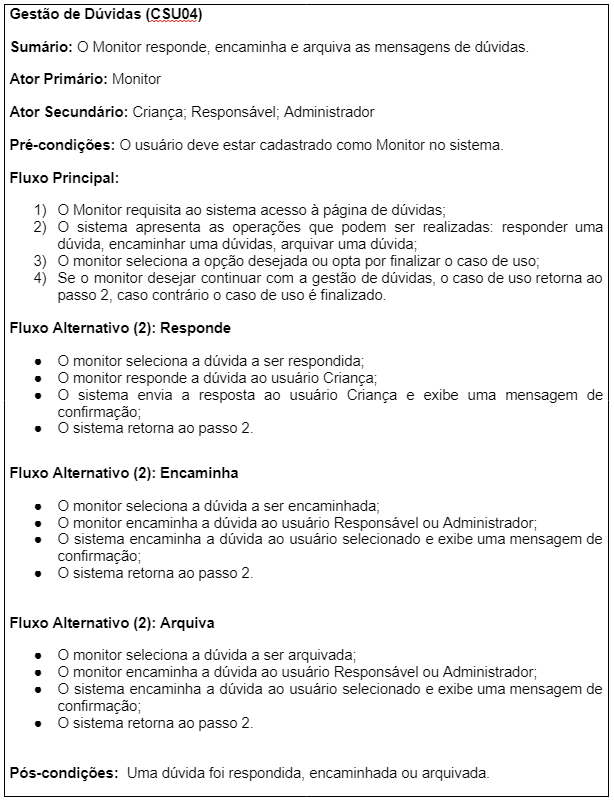 Gestão de Dúvidas (CSU04)
Sumário: O Monitor responde, encaminha e arquiva as mensagens de dúvidas.
Ator Primário: Monitor
Ator Secundário: Criança; Responsável; Administrador
Pré-condições: O usuário deve estar cadastrado como Monitor no sistema.
Fluxo Principal:
1) O Monitor requisita ao sistema acesso à página de dúvidas;
2) O sistema apresenta as operações que podem ser realizadas: responder uma
dúvida, encaminhar uma dúvidas, arquivar uma dúvida;
3) O monitor seleciona a opção desejada ou opta por finalizar o caso de uso;
4) Se o monitor desejar continuar com a gestão de dúvidas, o caso de uso retorna ao
passo 2, caso contrário o caso de uso é finalizado.
Fluxo Alternativo (2): Responde
● O monitor seleciona a dúvida a ser respondida;
● O monitor responde a dúvida ao usuário Criança;
● O sistema envia a resposta ao usuário Criança e exibe uma mensagem de
confirmação;
● O sistema retorna ao passo 2.
Fluxo Alternativo (2): Encaminha
● O monitor seleciona a dúvida a ser encaminhada;
● O monitor encaminha a dúvida ao usuário Responsável ou Administrador;
● O sistema encaminha a dúvida ao usuário selecionado e exibe uma mensagem de
confirmação;
● O sistema retorna ao passo 2.
Fluxo Alternativo (2): Arquiva
● O monitor seleciona a dúvida a ser arquivada;
● O monitor encaminha a dúvida ao usuário Responsável ou Administrador;
● O sistema encaminha a dúvida ao usuário selecionado e exibe uma mensagem de
confirmação;
● O sistema retorna ao passo 2.
Pós-condições: Uma dúvida foi respondida, encaminhada ou arquivada.